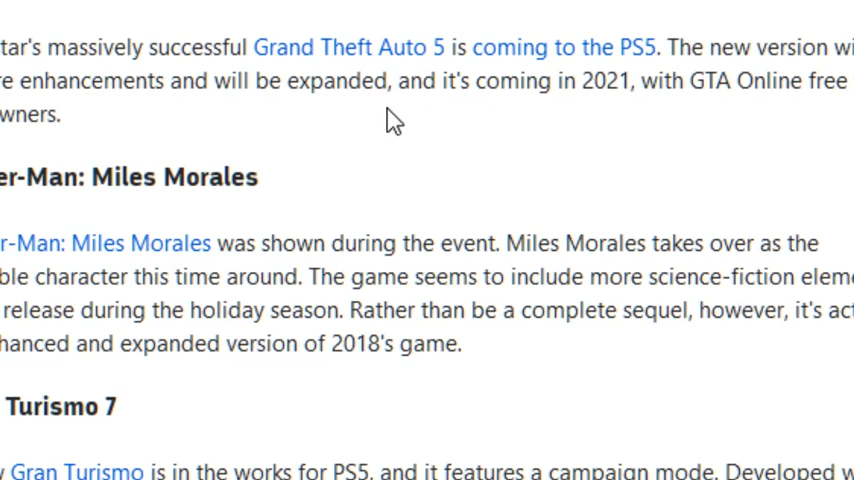 tar's massively successful Grand Theft Auto 5 is coming to the PS5. The new version wi
re enhancements and will be expanded, and it's coming in 2021, with GTA Online free
wners.
er-Man: Miles Morales
r-Man: Miles Morales was shown during the event. Miles Morales takes over as the
ble character this time around. The game seems to include more science-fiction eleme
release during the holiday season. Rather than be a complete sequel, however, it's act
hanced and expanded version of 2018's game.
Turismo 7
w Gran Turismo is in the works for PS5, and it features a campaign mode. Developed w